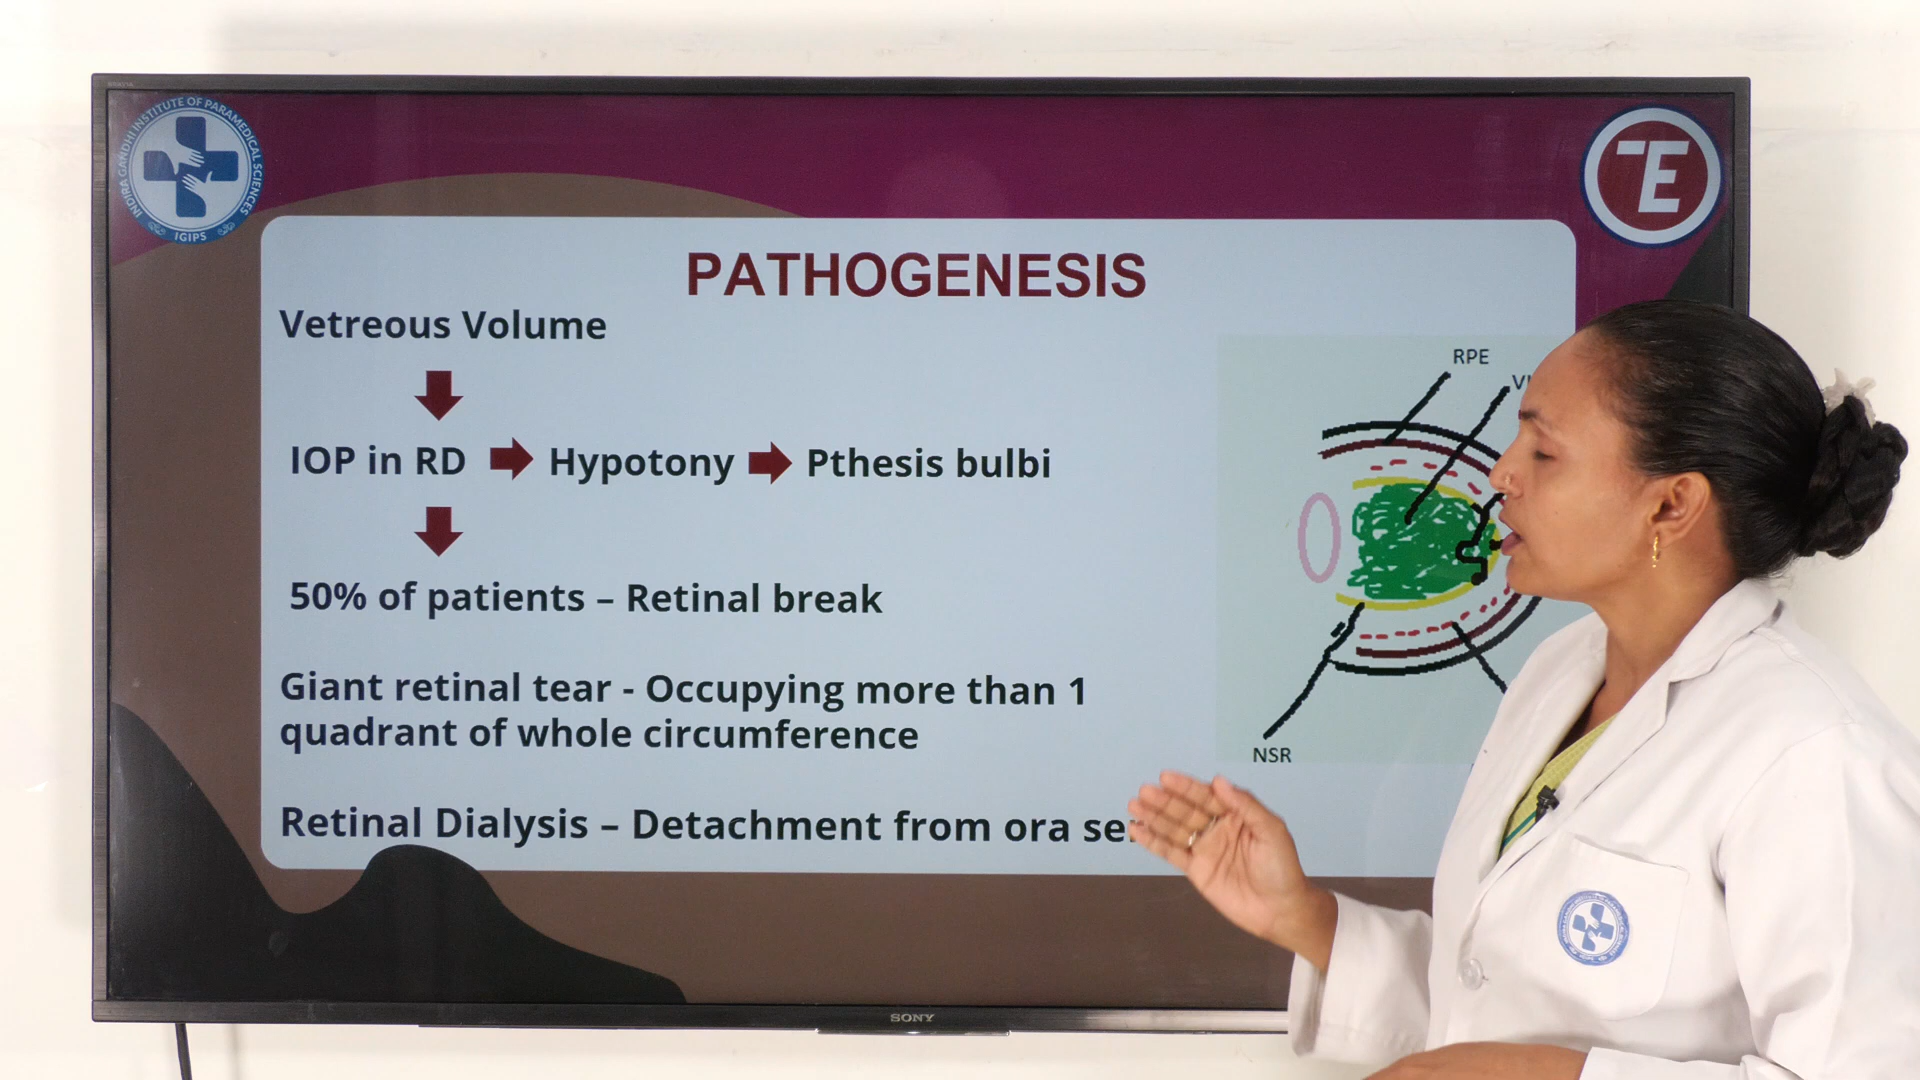 INDIRA GANDHI INSTITUTE OF PARAMEDICAL SCIENCES
IGIPS
E
PATHOGENESIS
Vetreous Volume
IOP in RD Hypotony Pthesis bulbi
50% of patients – Retinal break
Giant retinal tear - Occupying more than 1
quadrant of whole circumference
Retinal Dialysis – Detachment from ora
RPE
NSR
SONY